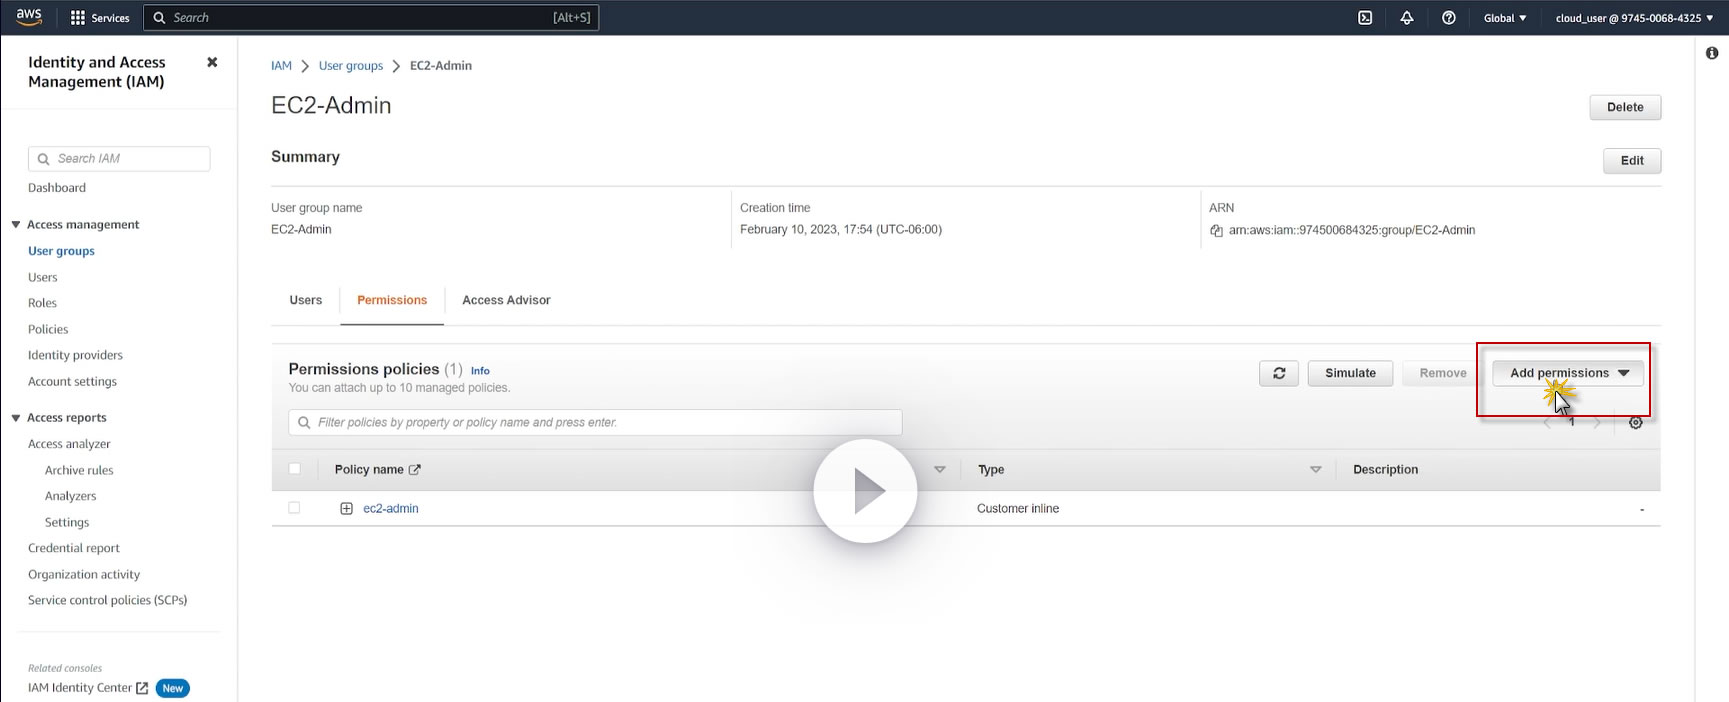 aws
Services
Search
[Alt+S]
Global
cloud_user @ 9745-0068-4325
Identity and Access
Management (IAM)
Search IAM
Dashboard
Access management
User groups
Users
Roles
Policies
Identity providers
Account settings
Access reports
Access analyzer
Archive rules
Analyzers
Settings
Credential report
Organization activity
Service control policies (SCPs)
Related consoles
IAM Identity Center New
IAM > User groups > EC2-Admin
EC2-Admin
Delete
Summary
Edit
User group name
EC2-Admin
Creation time
February 10, 2023, 17:54 (UTC-06:00)
ARN
arn:aws:iam::974500684325:group/EC2-Admin
Users
Permissions
Access Advisor
Permissions policies (1) Info
You can attach up to 10 managed policies.
Simulate
Remove
Add permissions
Filter policies by property or policy name and press enter.
1
Policy name
Type
Description
ec2-admin
Customer inline
-